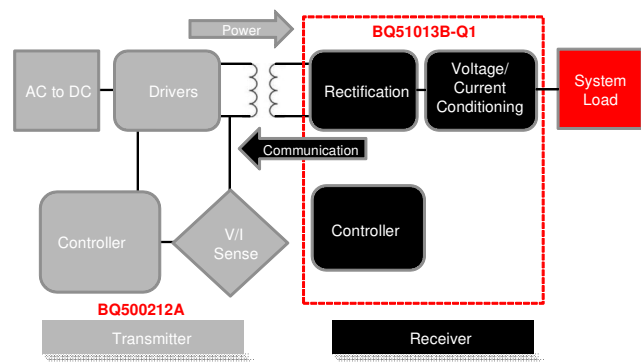 Power
BQ51013B-Q1
AC to DC
Drivers
Rectification
Voltage/
Current
Conditioning
System
Load
Communication
Controller
V/I
Sense
Controller
BQ500212A
Transmitter
Receiver